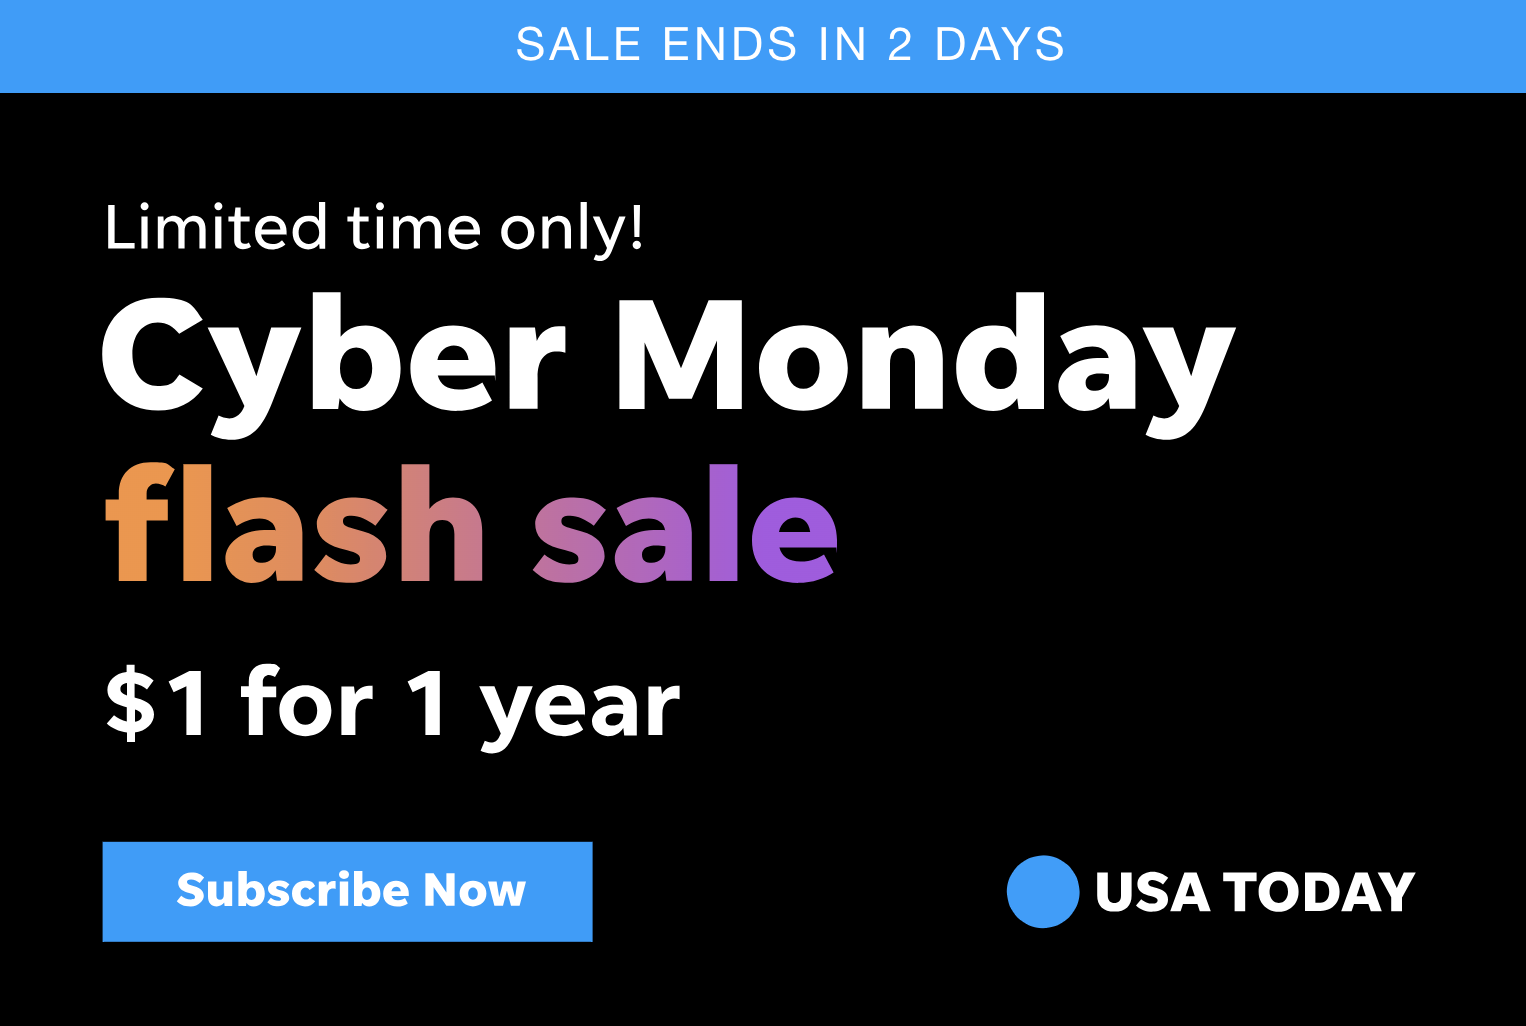 SALE ENDS IN 2 DAYS
Limited time only!
Cyber Monday
flash sale
$1 for 1 year
Subscribe Now
USA TODAY